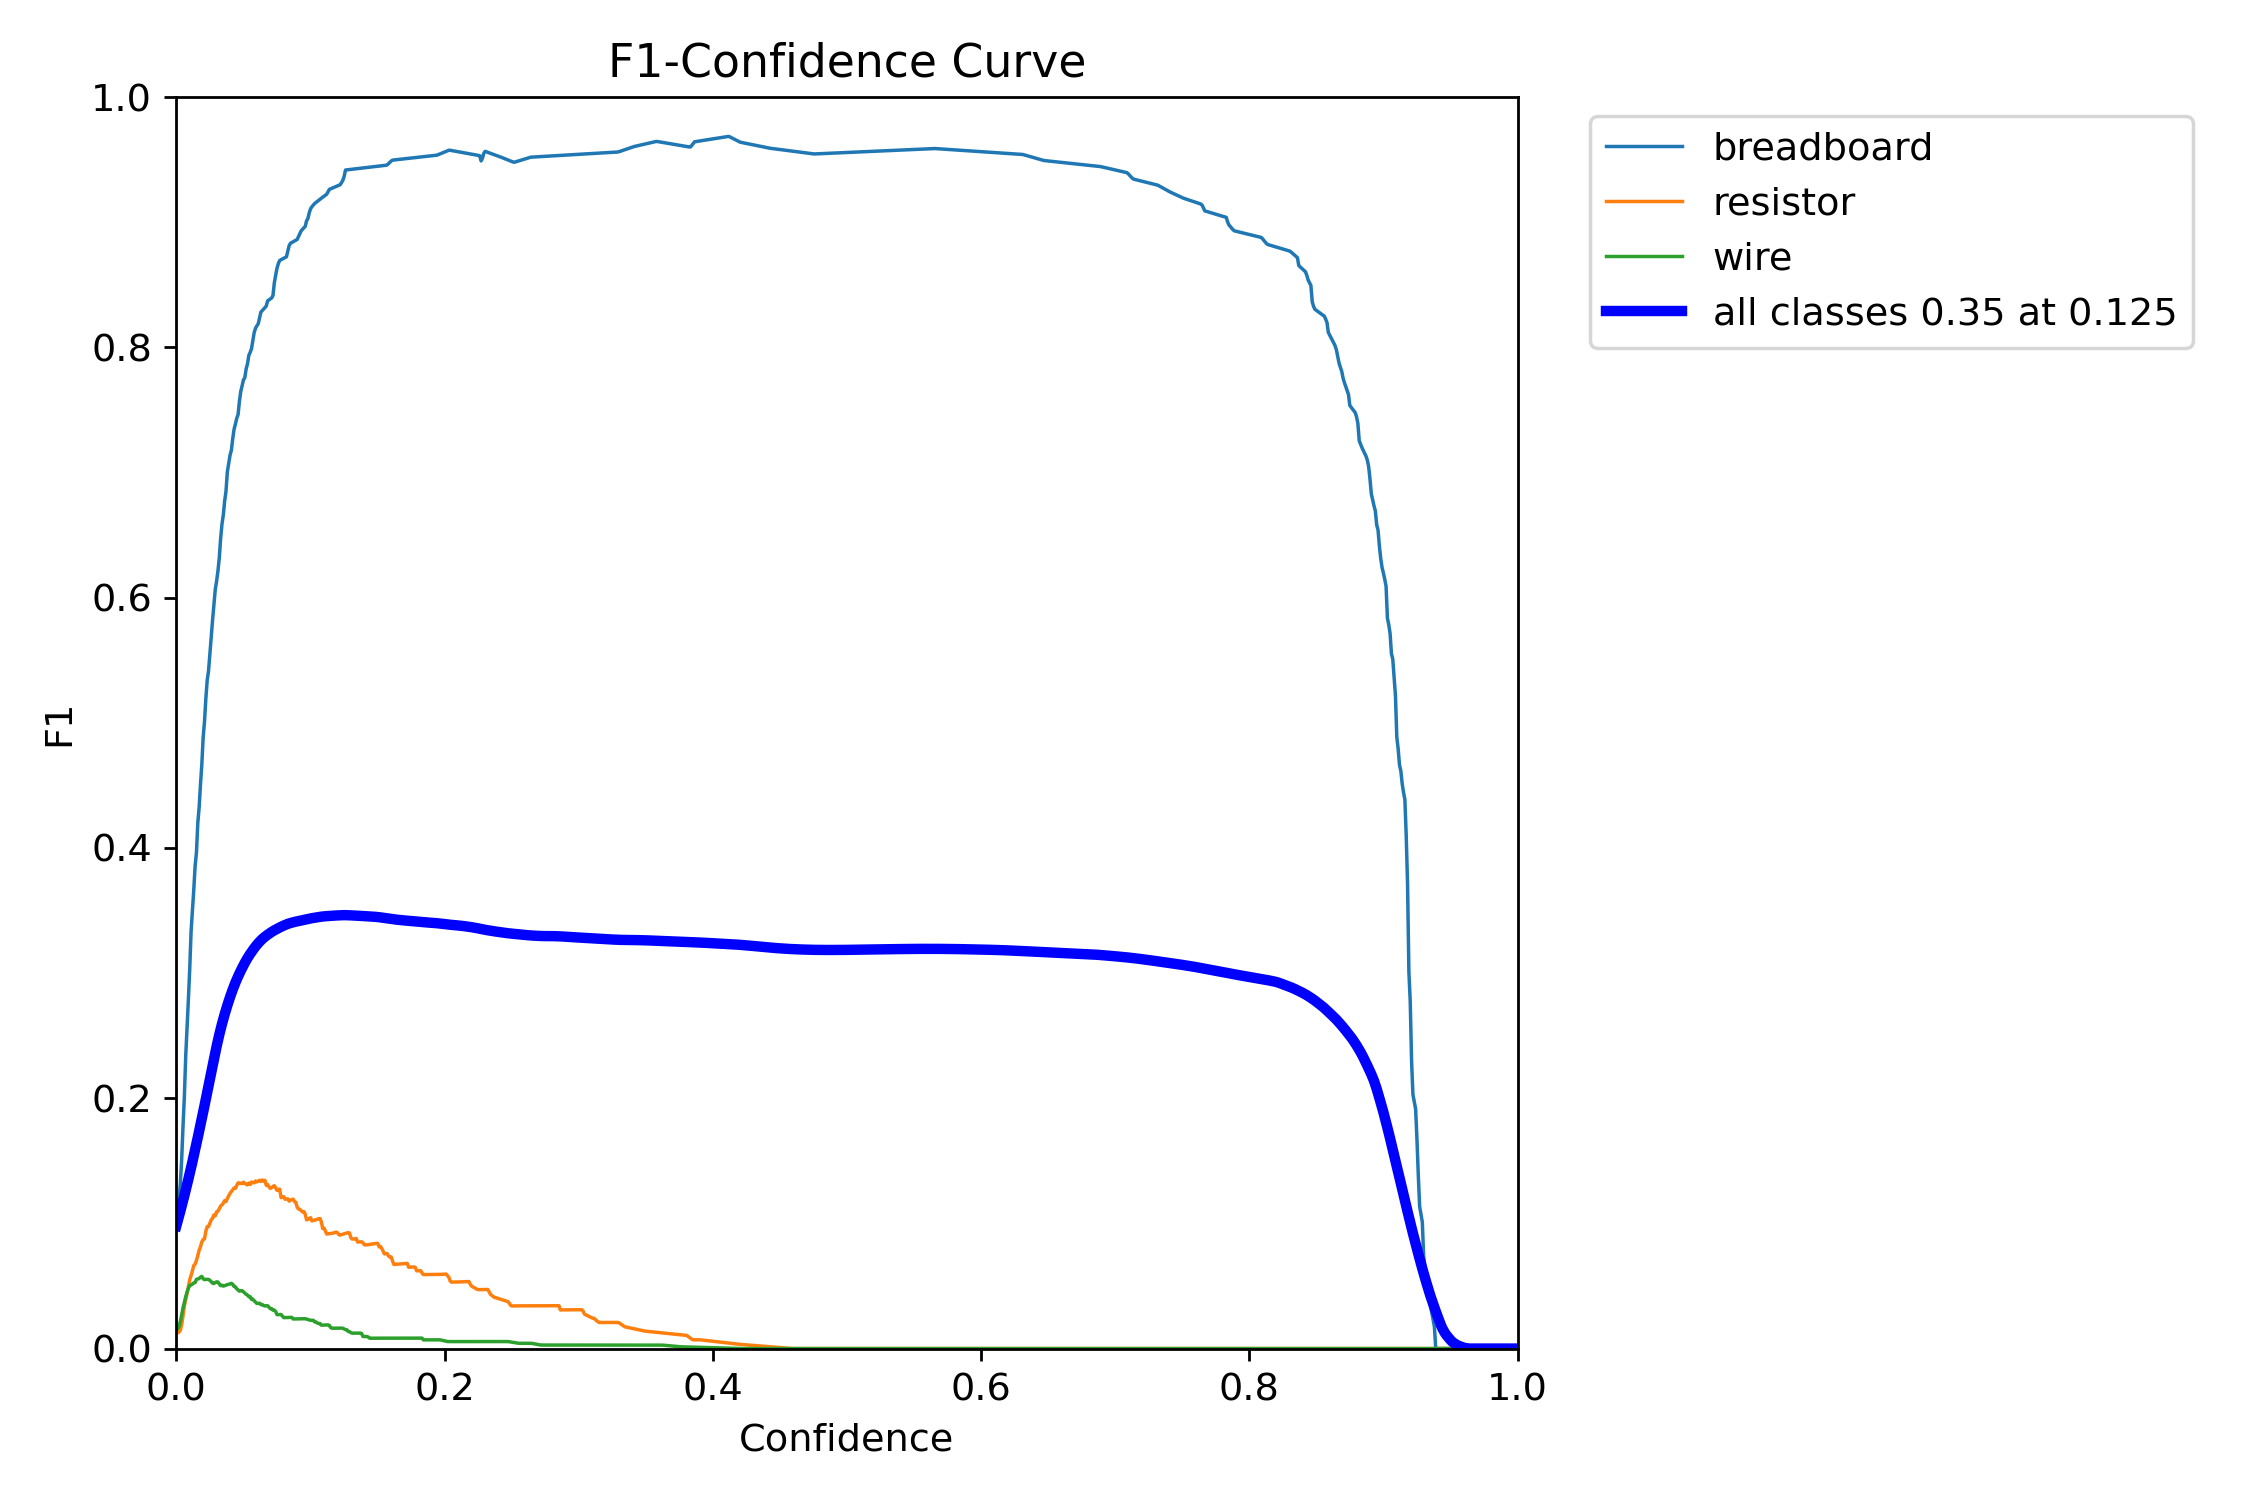 F1-Confidence Curve
1.0
0.8
0.6
0.4
0.2
0.0
F1
0.0 0.2 0.4 0.6 0.8 1.0
Confidence
breadboard
resistor
wire
all classes 0.35 at 0.125